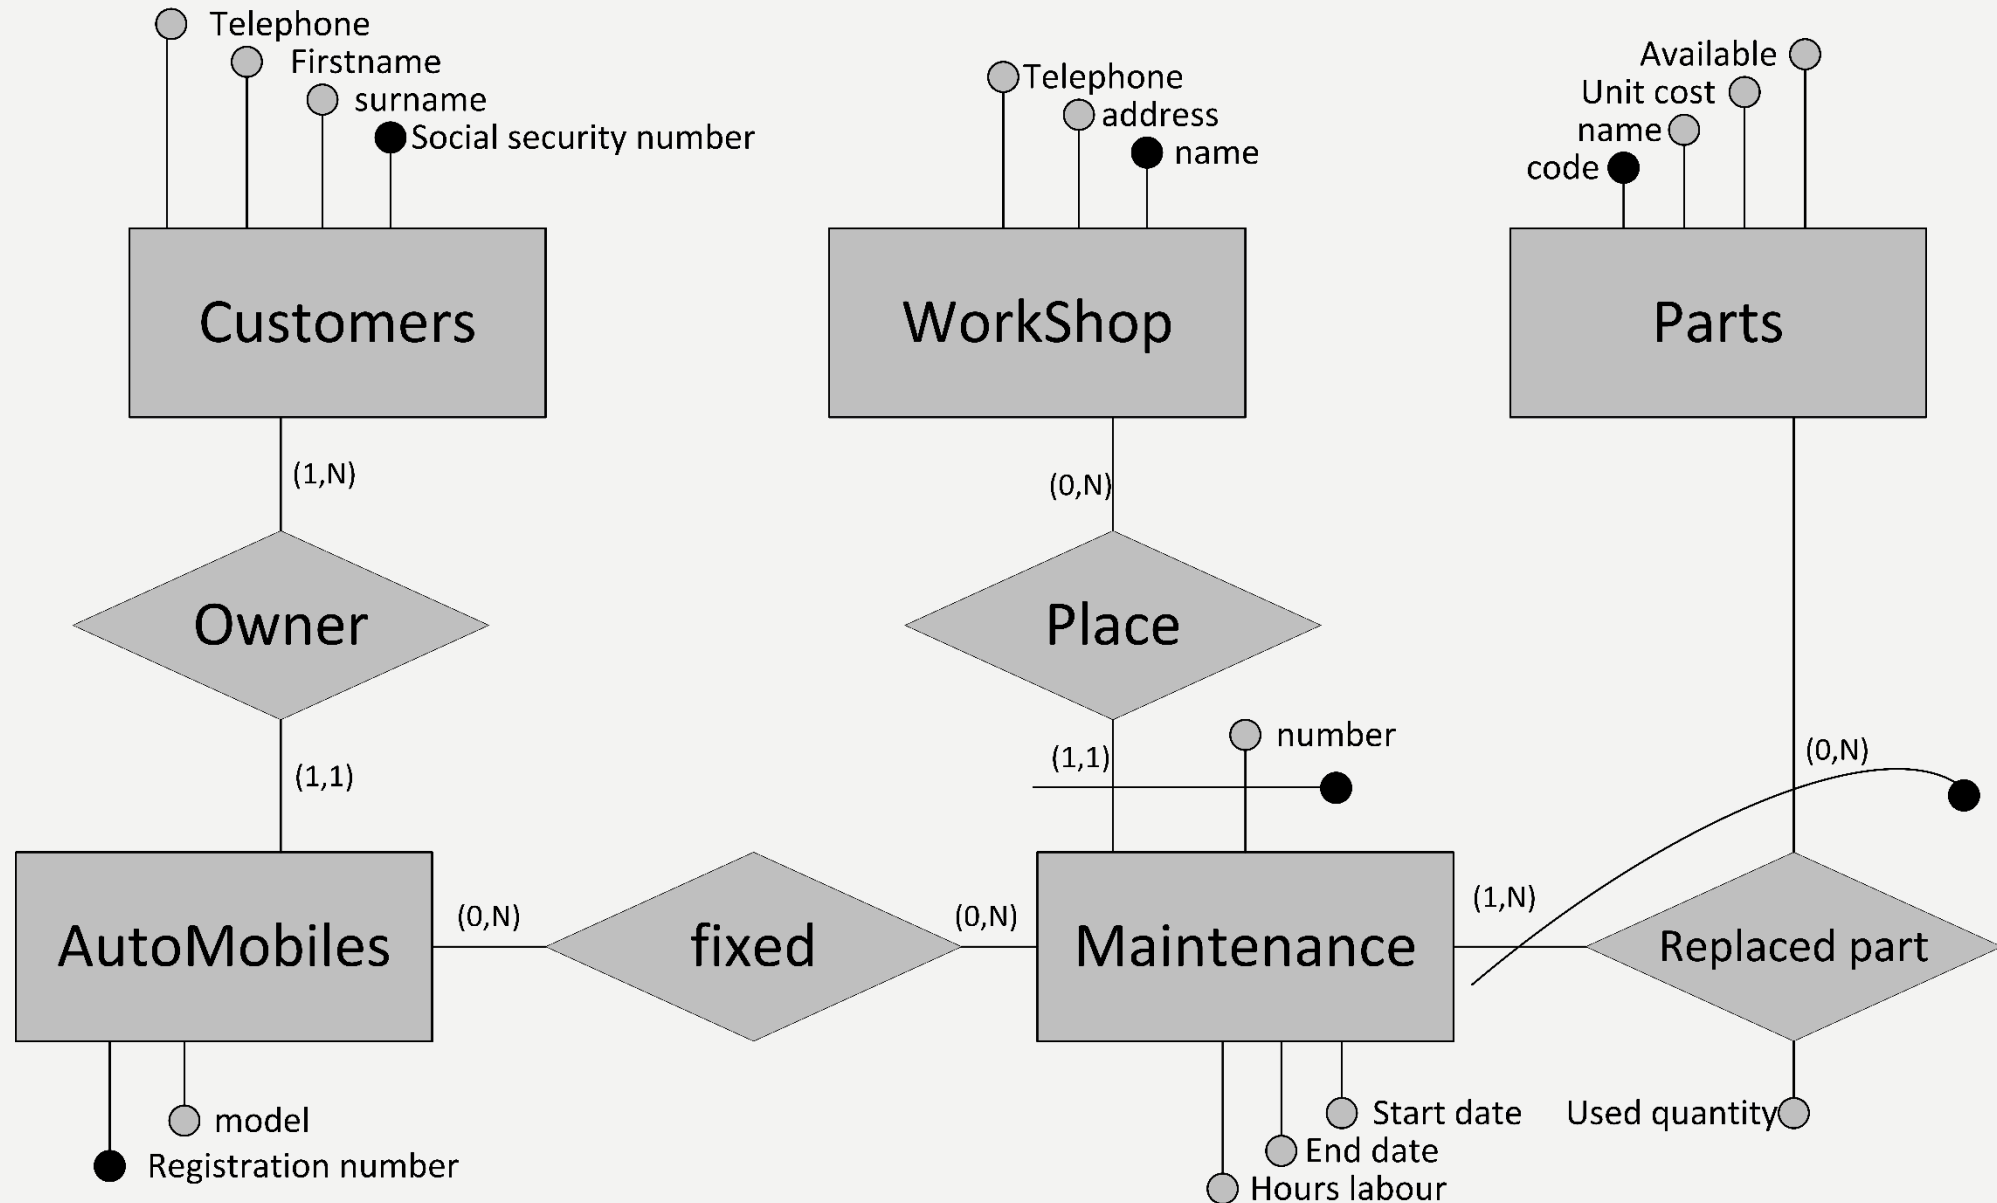 Telephone
Firstname
surname
Social security number
Telephone
address
name
Available
Unit cost
name
code
Customers
WorkShop
Parts
(1,N)
(0,N)
Owner
Place
number
(1,1)
(1,1)
(0,N)
AutoMobiles
(0,N)
fixed
(0,N)
Maintenance
(1,N)
Replaced part
model
Registration number
Start date
End date
Hours labour
Used quantity